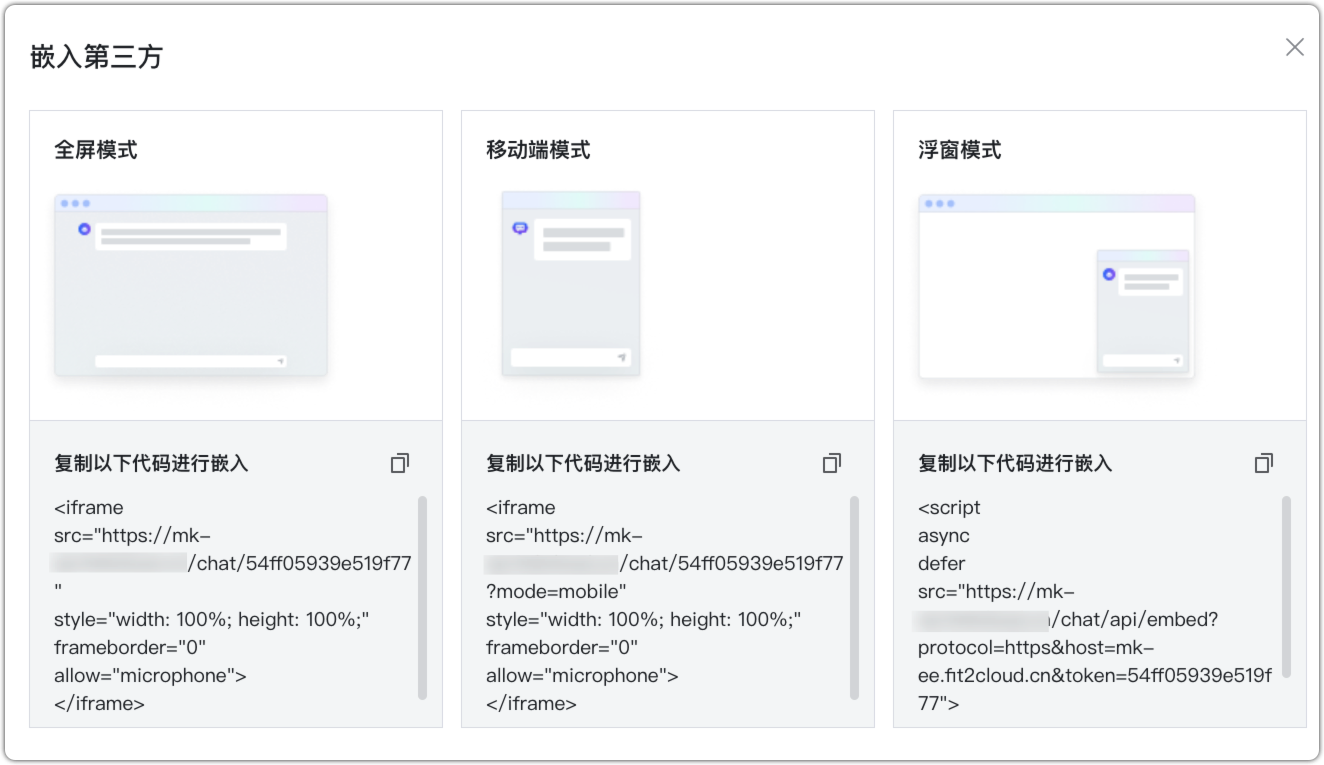 嵌入第三方
全屏模式
复制以下代码进行嵌入
<iframe
src="https://mk-
/chat/54ff05939e519f77
"
style="width: 100%; height: 100%;"
frameborder="0"
allow="microphone">
</iframe>
移动端模式
复制以下代码进行嵌入
<iframe
src="https://mk-
/chat/54ff05939e519f77
?mode=mobile"
style="width: 100%; height: 100%;"
frameborder="0"
allow="microphone">
</iframe>
浮窗模式
复制以下代码进行嵌入
<script
async
defer
src="https://mk-
/chat/api/embed?
protocol=https&host=mk-
ee.fit2cloud.cn&token=54ff05939e519f
77">